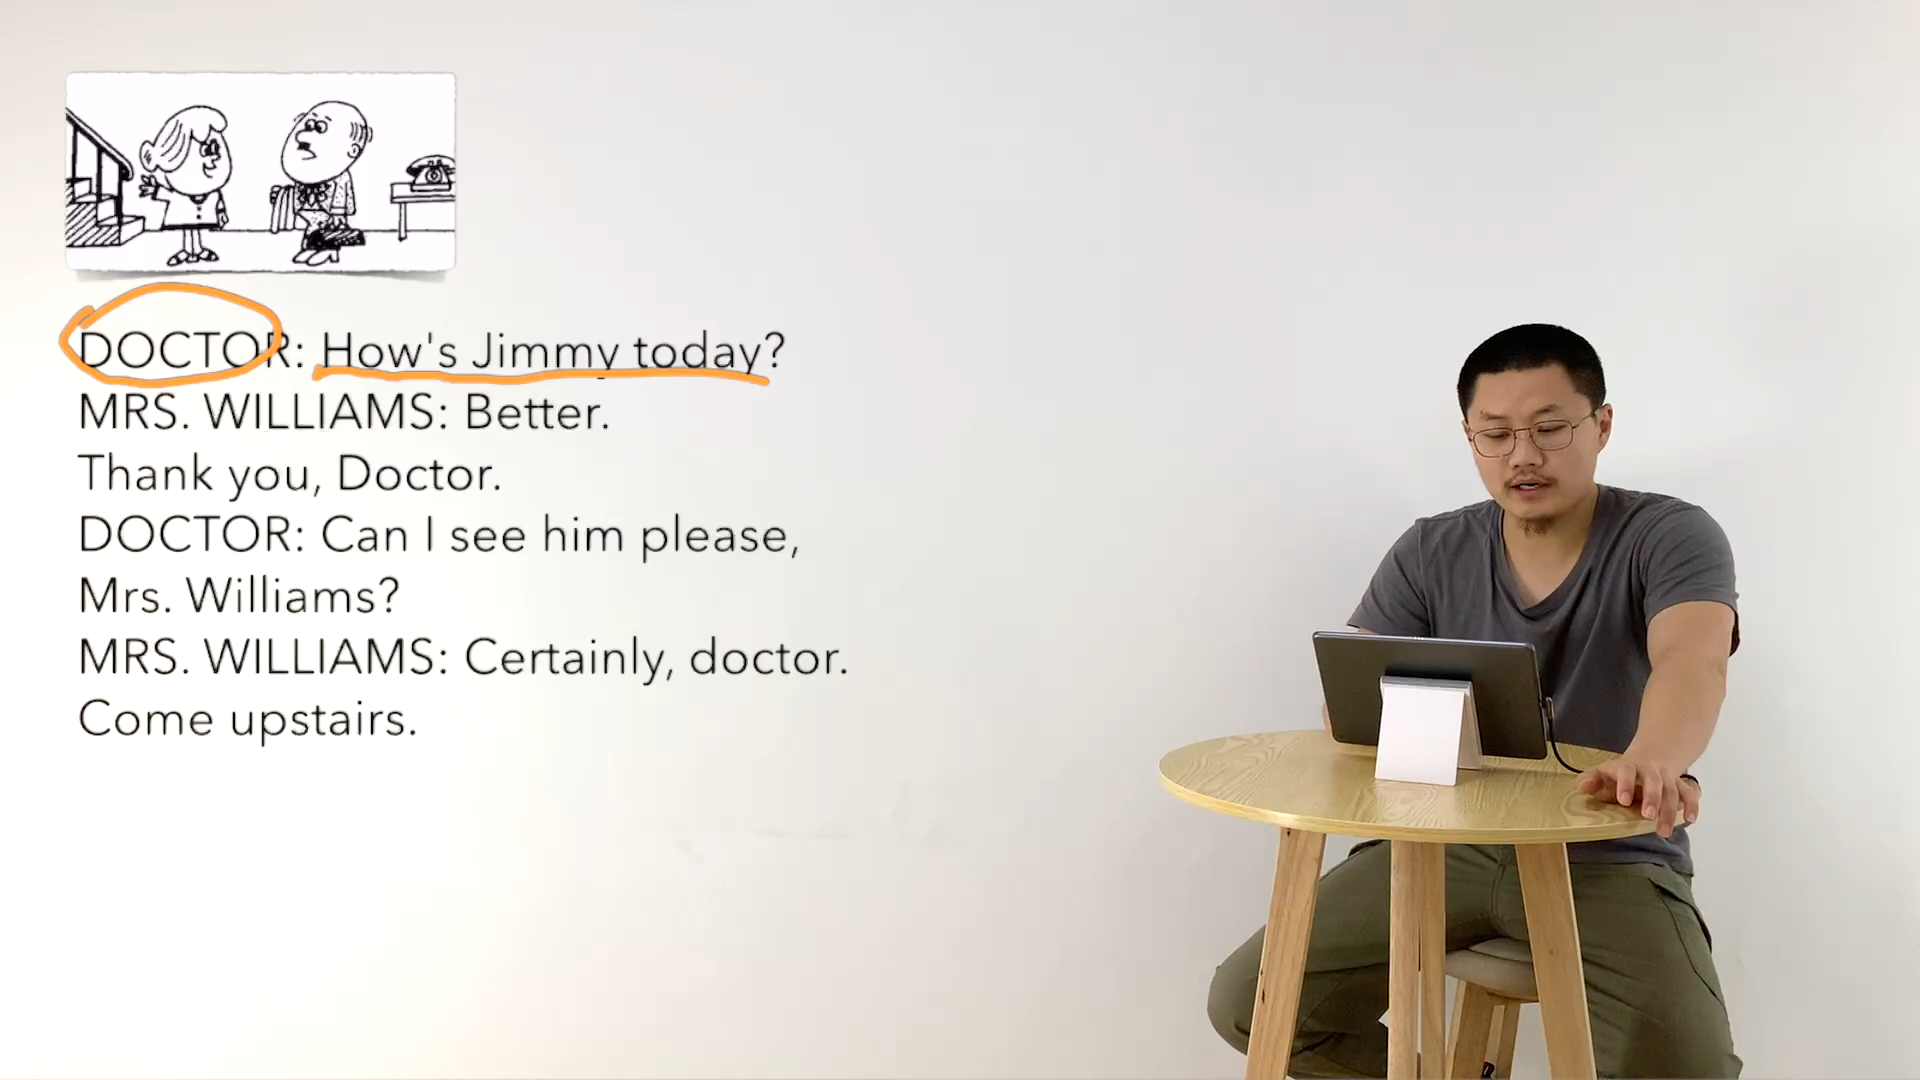 DOCTOR: How's Jimmy today?
MRS. WILLIAMS: Better.
Thank you, Doctor.
DOCTOR: Can I see him please,
Mrs. Williams?
MRS. WILLIAMS: Certainly, doctor.
Come upstairs.